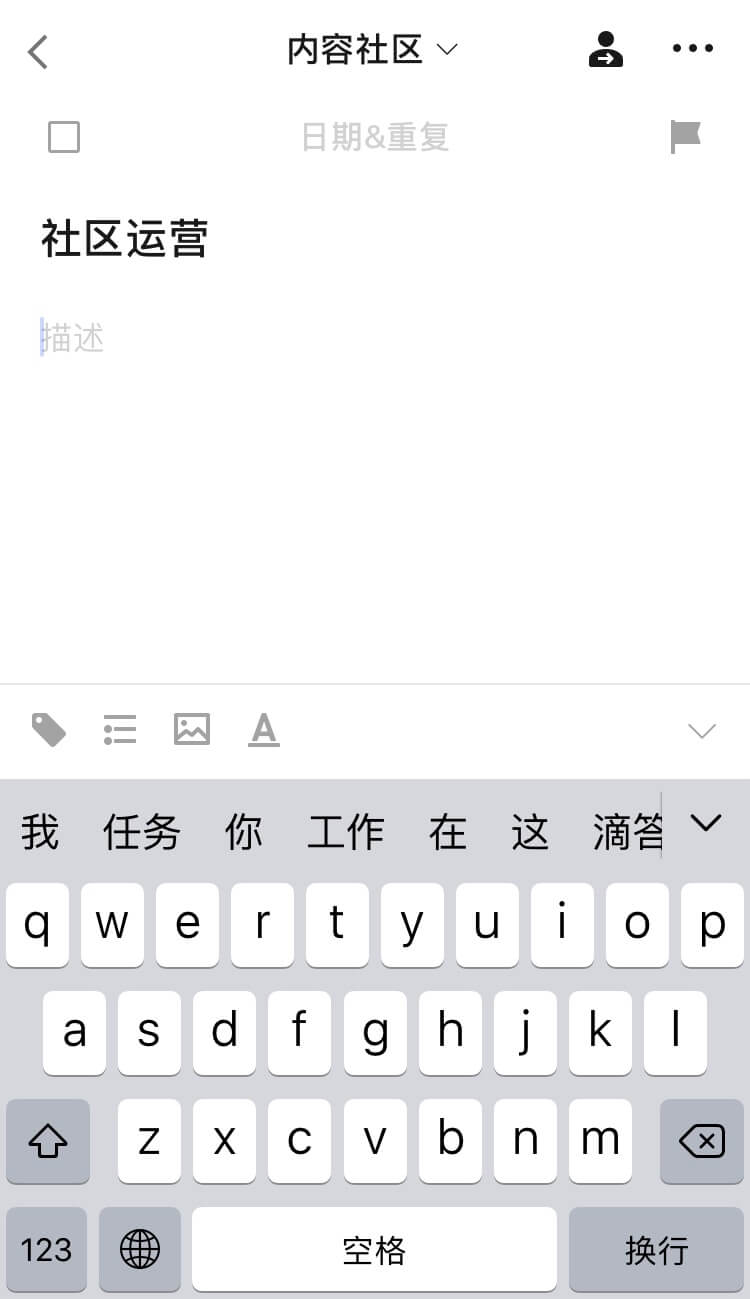 内容社区
日期&重复
社区运营
描述
A
我 任务 你 工作 在 这 滴答
q w e r t y u i o p
a s d f g h j k l
z x c v b n m
123 空格 换行